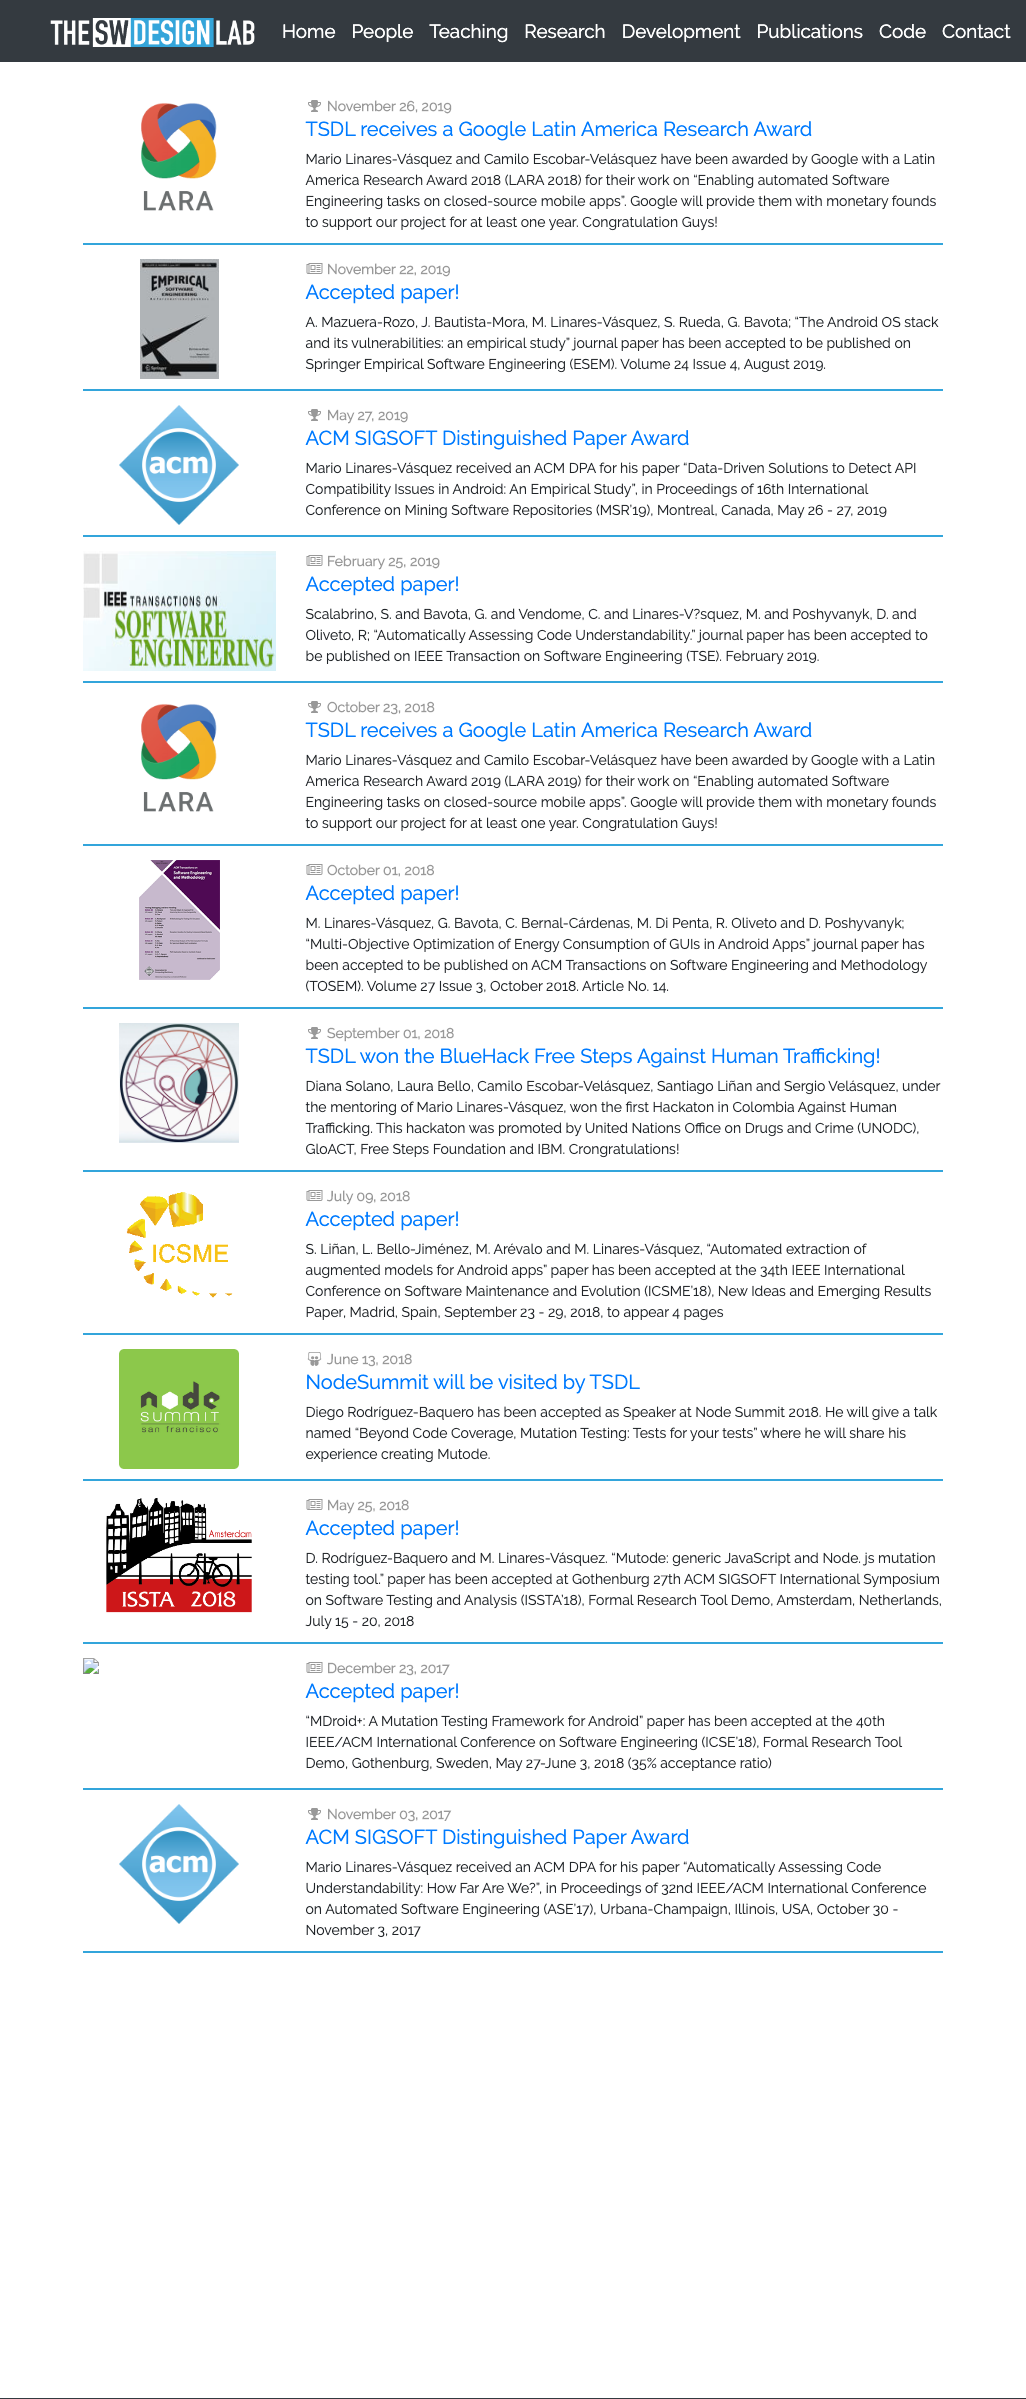 THESWDESIGNLAB Home People Teaching Research Development Publications Code Contact
LARA
November 26, 2019
TSDL receives a Google Latin America Research Award
Mario Linares-Vásquez and Camilo Escobar-Velásquez have been awarded by Google with a Latin
America Research Award 2018 (LARA 2018) for their work on “Enabling automated Software
Engineering tasks on closed-source mobile apps”. Google will provide them with monetary founds
to support our project for at least one year. Congratulation Guys!
EMPIRICAL
SOFTWARE
ENGINEERING
Springer
November 22, 2019
Accepted paper!
A. Mazuera-Rozo, J. Bautista-Mora, M. Linares-Vásquez, S. Rueda, G. Bavota; “The Android OS stack
and its vulnerabilities: an empirical study” journal paper has been accepted to be published on
Springer Empirical Software Engineering (ESEM). Volume 24 Issue 4, August 2019.
acm
May 27, 2019
ACM SIGSOFT Distinguished Paper Award
Mario Linares-Vásquez received an ACM DPA for his paper “Data-Driven Solutions to Detect API
Compatibility Issues in Android: An Empirical Study”, in Proceedings of 16th International
Conference on Mining Software Repositories (MSR’19), Montreal, Canada, May 26 - 27, 2019
IEEE TRANSACTIONS ON
SOFTWARE
ENGINEERING
February 25, 2019
Accepted paper!
Scalabrino, S. and Bavota, G. and Vendome, C. and Linares-V?squez, M. and Poshyvanyk, D. and
Oliveto, R; “Automatically Assessing Code Understandability.” journal paper has been accepted to
be published on IEEE Transaction on Software Engineering (TSE). February 2019.
LARA
October 23, 2018
TSDL receives a Google Latin America Research Award
Mario Linares-Vásquez and Camilo Escobar-Velásquez have been awarded by Google with a Latin
America Research Award 2019 (LARA 2019) for their work on “Enabling automated Software
Engineering tasks on closed-source mobile apps”. Google will provide them with monetary founds
to support our project for at least one year. Congratulation Guys!
Software Engineering
and Methodology
October 01, 2018
Accepted paper!
M. Linares-Vásquez, G. Bavota, C. Bernal-Cárdenas, M. Di Penta, R. Oliveto and D. Poshyvanyk;
“Multi-Objective Optimization of Energy Consumption of GUIs in Android Apps” journal paper has
been accepted to be published on ACM Transactions on Software Engineering and Methodology
(TOSEM). Volume 27 Issue 3, October 2018. Article No. 14.
September 01, 2018
TSDL won the BlueHack Free Steps Against Human Trafficking!
Diana Solano, Laura Bello, Camilo Escobar-Velásquez, Santiago Liñan and Sergio Velásquez, under
the mentoring of Mario Linares-Vásquez, won the first Hackaton in Colombia Against Human
Trafficking. This hackaton was promoted by United Nations Office on Drugs and Crime (UNODC),
GloACT, Free Steps Foundation and IBM. Crongratulations!
ICSME
July 09, 2018
Accepted paper!
S. Liñan, L. Bello-Jiménez, M. Arévalo and M. Linares-Vásquez, “Automated extraction of
augmented models for Android apps” paper has been accepted at the 34th IEEE International
Conference on Software Maintenance and Evolution (ICSME’18), New Ideas and Emerging Results
Paper, Madrid, Spain, September 23 - 29, 2018, to appear 4 pages
node
summit
san francisco
June 13, 2018
NodeSummit will be visited by TSDL
Diego Rodríguez-Baquero has been accepted as Speaker at Node Summit 2018. He will give a talk
named “Beyond Code Coverage, Mutation Testing: Tests for your tests” where he will share his
experience creating Mutode.
Amsterdam
ISSTA 2018
May 25, 2018
Accepted paper!
D. Rodríguez-Baquero and M. Linares-Vásquez. “Mutode: generic JavaScript and Node. js mutation
testing tool.” paper has been accepted at Gothenburg 27th ACM SIGSOFT International Symposium
on Software Testing and Analysis (ISSTA’18), Formal Research Tool Demo, Amsterdam, Netherlands,
July 15 - 20, 2018
December 23, 2017
Accepted paper!
“MDroid+: A Mutation Testing Framework for Android” paper has been accepted at the 40th
IEEE/ACM International Conference on Software Engineering (ICSE’18), Formal Research Tool
Demo, Gothenburg, Sweden, May 27-June 3, 2018 (35% acceptance ratio)
acm
November 03, 2017
ACM SIGSOFT Distinguished Paper Award
Mario Linares-Vásquez received an ACM DPA for his paper “Automatically Assessing Code
Understandability: How Far Are We?”, in Proceedings of 32nd IEEE/ACM International Conference
on Automated Software Engineering (ASE’17), Urbana-Champaign, Illinois, USA, October 30 -
November 3, 2017